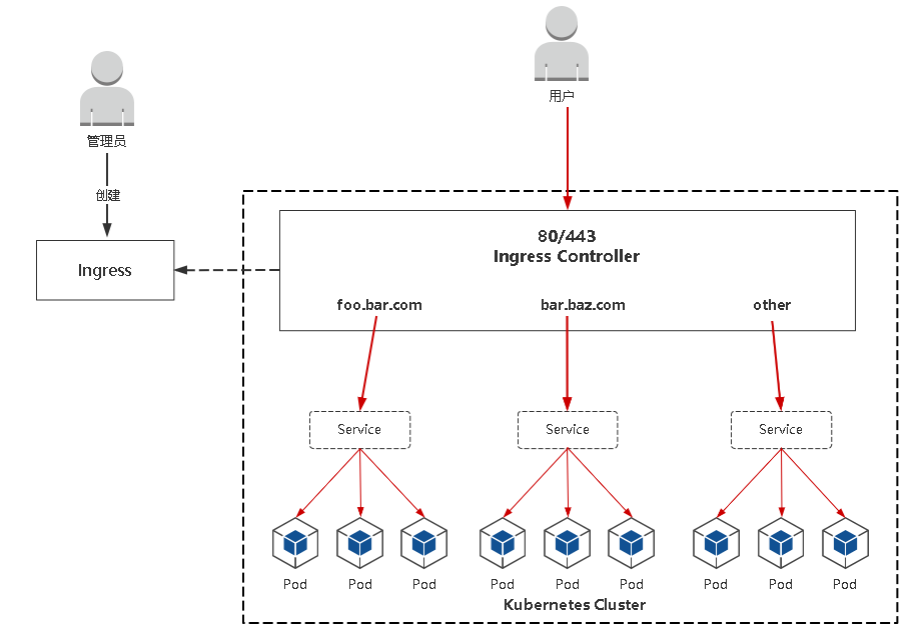 用户
管理员
创建
Ingress
80/443
Ingress Controller
foo.bar.com
bar.baz.com
other
Service
Service
Service
Pod
Pod
Pod
Pod
Pod
Pod
Pod
Pod
Pod
Kubernetes Cluster